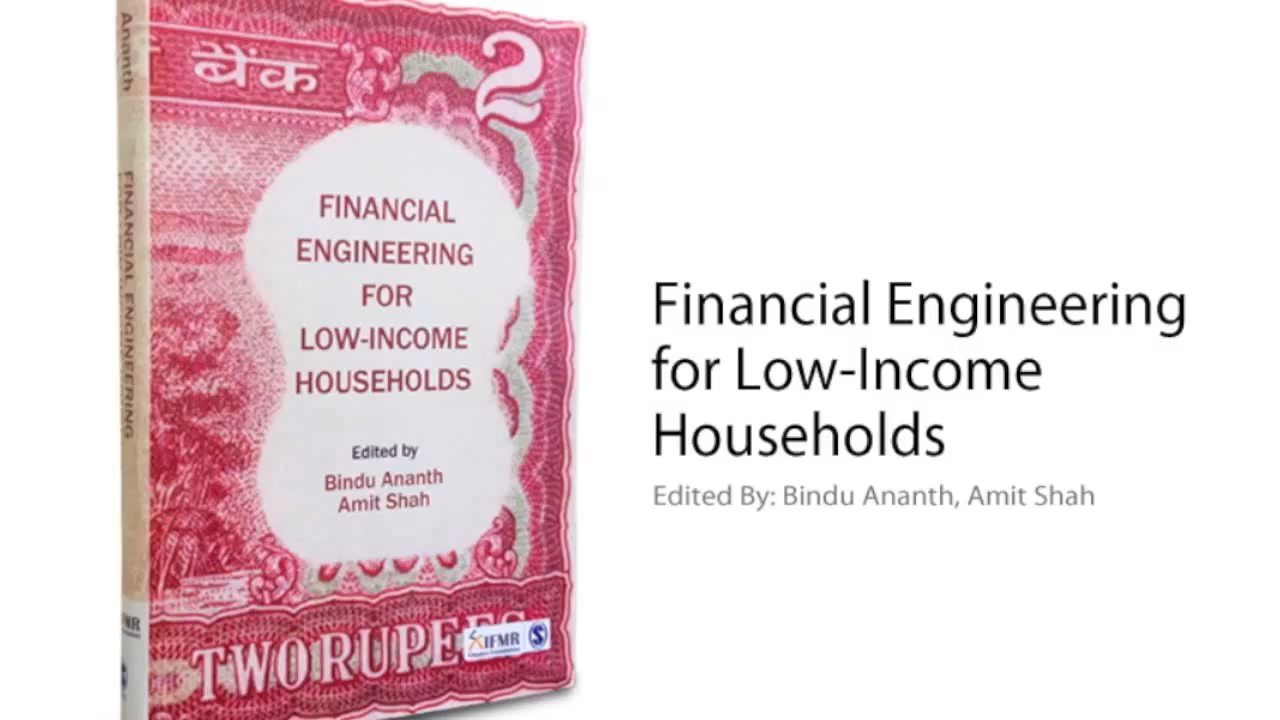 Ananth
FINANCIAL ENGINEERING
बैंक
2
FINANCIAL
ENGINEERING
FOR
LOW-INCOME
HOUSEHOLDS
Edited by
Bindu Ananth
Amit Shah
TWO RUPEES
IFMR
S
Financial Engineering
for Low-Income
Households
Edited By: Bindu Ananth, Amit Shah